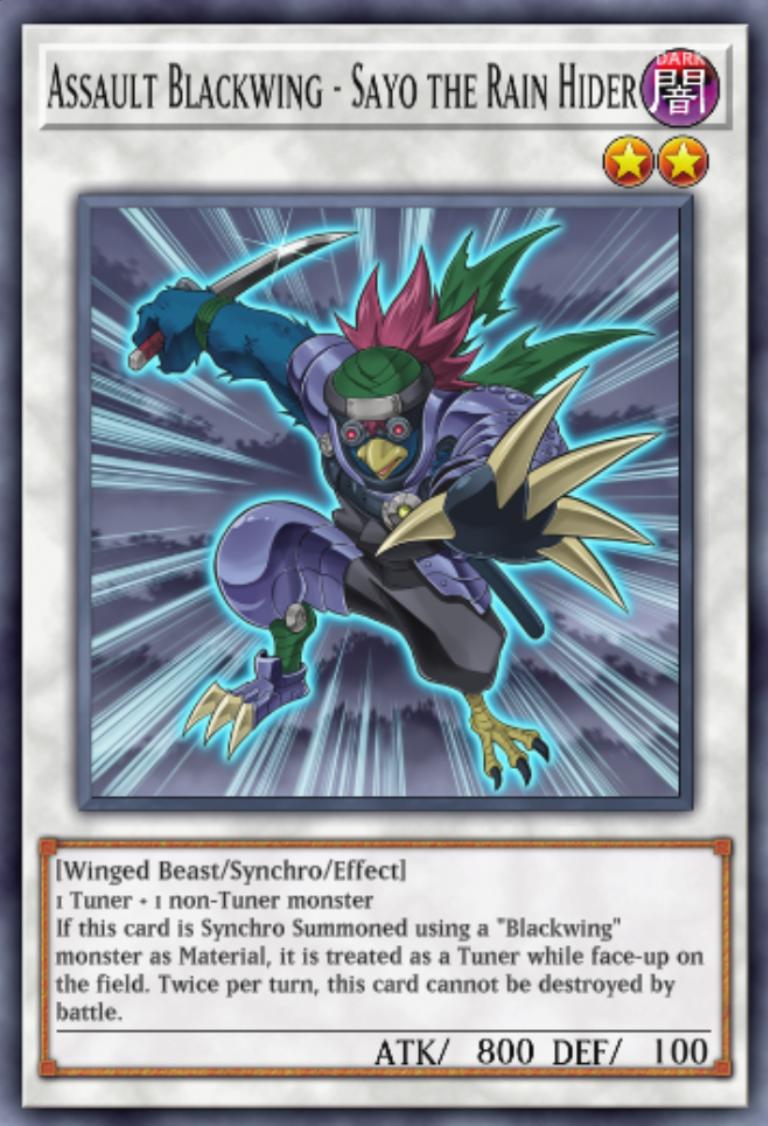 ASSAULT BLACKWING - SAYO THE RAIN HIDER
DARK
闇
[Winged Beast/Synchro/Effect]
1 Tuner + 1 non-Tuner monster
If this card is Synchro Summoned using a "Blackwing"
monster as Material, it is treated as a Tuner while face-up on
the field. Twice per turn, this card cannot be destroyed by
battle.
ATK/ 800 DEF/ 100